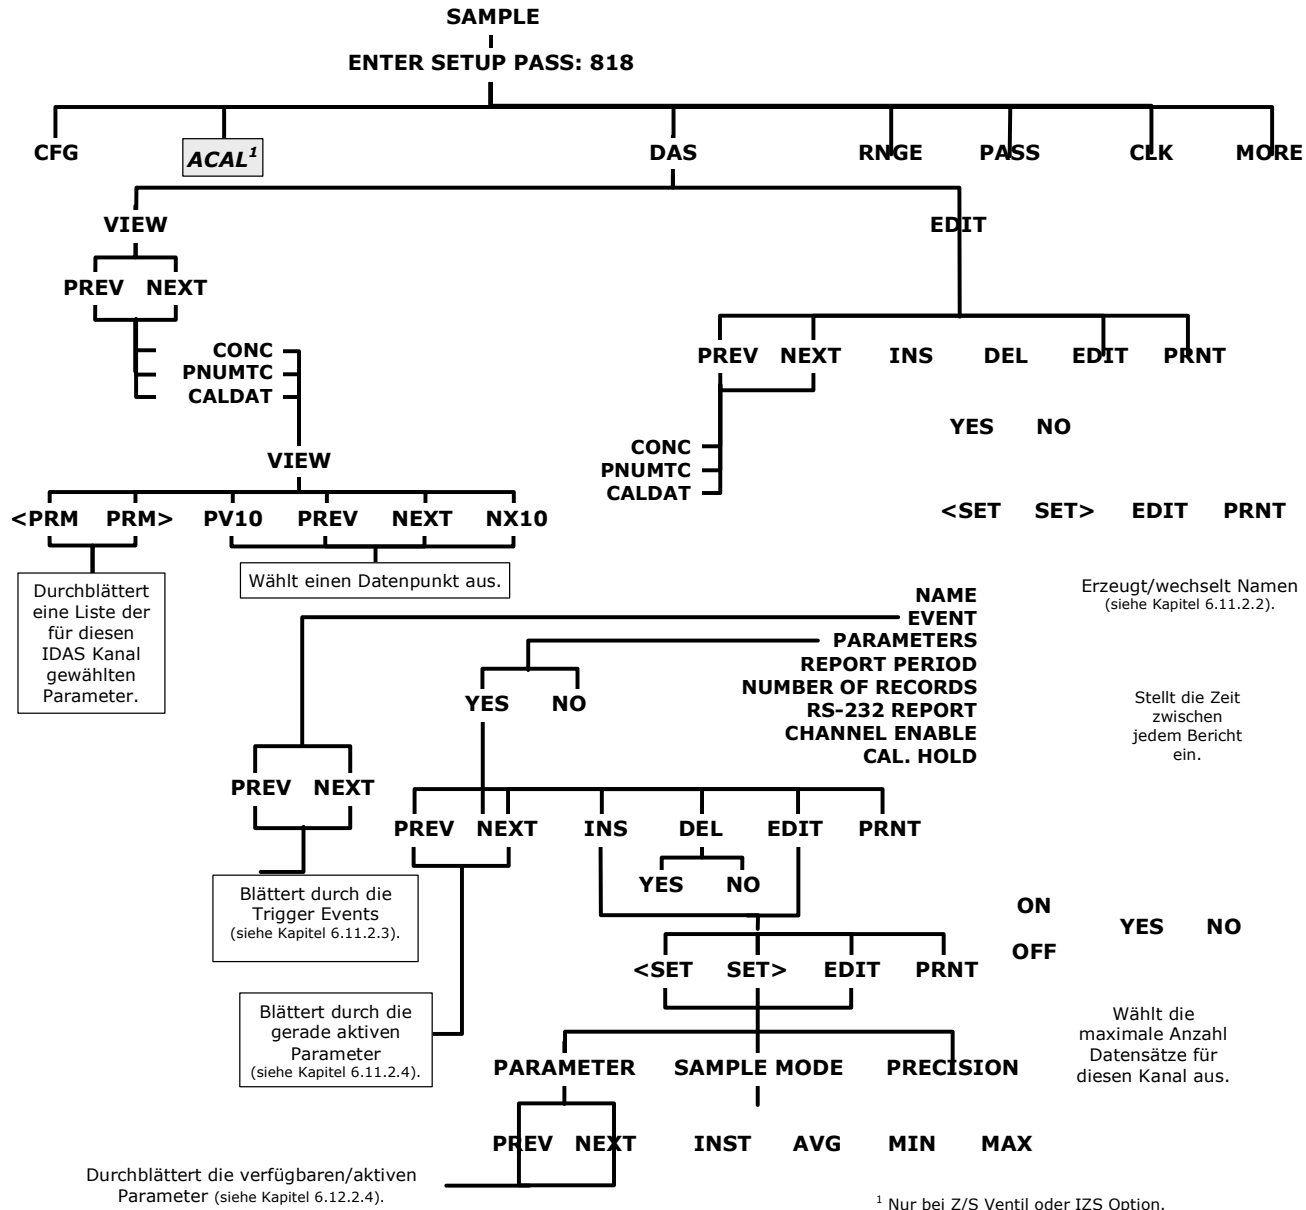 SAMPLE
ENTER SETUP PASS: 818
CFG ACAL¹ DAS RNGE PASS CLK MORE
VIEW EDIT
PREV NEXT
CONC
PNUMTC
CALDAT
VIEW
<PRM PRM> PV10 PREV NEXT NX10
Durchblättert
eine Liste der
für diesen
IDAS Kanal
gewählten
Parameter.
Wählt einen Datenpunkt aus.
PREV NEXT INS DEL EDIT PRNT
YES NO
CONC
PNUMTC
CALDAT
<SET SET> EDIT PRNT
Erzeugt/wechselt Namen
(siehe Kapitel 6.11.2.2).
NAME
EVENT
PARAMETERS
REPORT PERIOD
NUMBER OF RECORDS
RS-232 REPORT
CHANNEL ENABLE
CAL. HOLD
Stellt die Zeit
zwischen
jedem Bericht
ein.
YES NO
PREV NEXT
Blättert durch die
Trigger Events
(siehe Kapitel 6.11.2.3).
PREV NEXT INS DEL EDIT PRNT
YES NO
Blättert durch die
gerade aktiven
Parameter
(siehe Kapitel 6.11.2.4).
<SET SET> EDIT PRNT
ON
OFF
YES NO
Wählt die
maximale Anzahl
Datensätze für
diesen Kanal aus.
PARAMETER SAMPLE MODE PRECISION
PREV NEXT INST AVG MIN MAX
Durchblättert die verfügbaren/aktiven
Parameter (siehe Kapitel 6.12.2.4).
¹ Nur bei Z/S Ventil oder IZS Option.